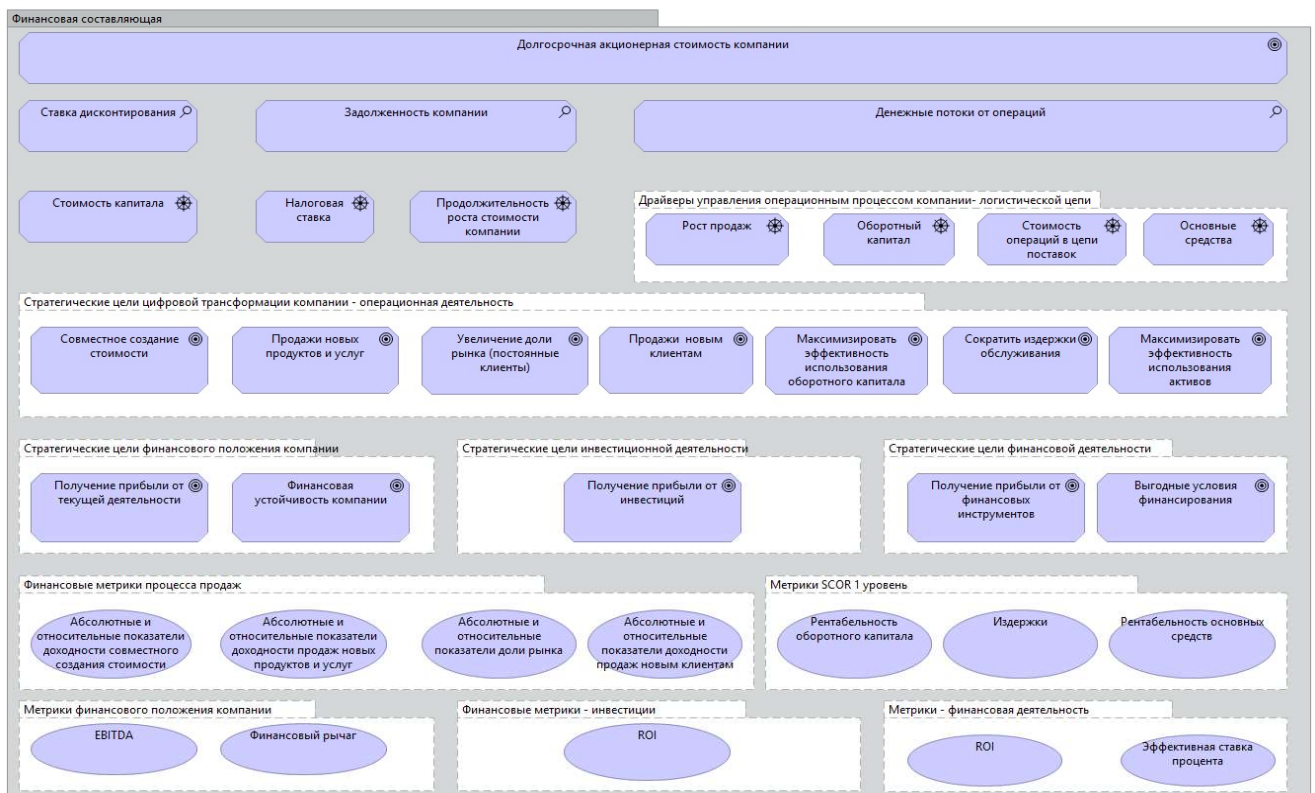 Финансовая составляющая
Долгосрочная акционерная стоимость компании
Ставка дисконтирования
Задолженность компании
Денежные потоки от операций
Стоимость капитала
Налоговая
ставка
Продолжительность
роста стоимости
компании
Драйверы управления операционным процессом компании- логистической цепи
Рост продаж
Оборотный
капитал
Стоимость
операций в цепи
поставок
Основные
средства
Стратегические цели цифровой трансформации компании - операционная деятельность
Совместное создание
стоимости
Продажи новых
продуктов и услуг
Увеличение доли
рынка (постоянные
клиенты)
Продажи новым
клиентам
Максимизировать
эффективность
использования
оборотного капитала
Сократить издержки
обслуживания
Максимизировать
эффективность
использования
активов
Стратегические цели финансового положения компании
Получение прибыли от
текущей деятельности
Финансовая
устойчивость компании
Стратегические цели инвестиционной деятельности
Получение прибыли от
инвестиций
Стратегические цели финансовой деятельности
Получение прибыли от
финансовых
инструментов
Выгодные условия
финансирования
Финансовые метрики процесса продаж
Абсолютные и
относительные показатели
доходности совместного
создания стоимости
Абсолютные и
относительные показатели
доходности продаж новых
продуктов и услуг
Абсолютные и
относительные
показатели доли рынка
Абсолютные и
относительные
показатели доходности
продаж новым клиентам
Метрики SCOR 1 уровень
Рентабельность
оборотного капитала
Издержки
Рентабельность основных
средств
Метрики финансового положения компании
EBITDA
Финансовый рычаг
Финансовые метрики - инвестиции
ROI
Метрики - финансовая деятельность
ROI
Эффективная ставка
процента